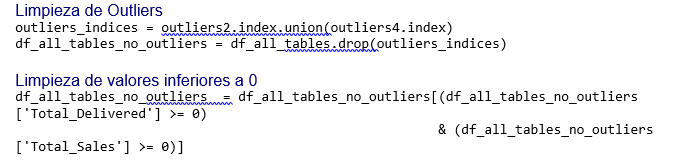 Limpieza de Outliers
outliers_indices = outliers2.index.union(outliers4.index)
df_all_tables_no_outliers = df_all_tables.drop(outliers_indices)
Limpieza de valores inferiores a 0
df_all_tables_no_outliers = df_all_tables_no_outliers[(df_all_tables_no_outliers
['Total_Delivered'] >= 0)
& (df_all_tables_no_outliers
['Total_Sales'] >= 0)]